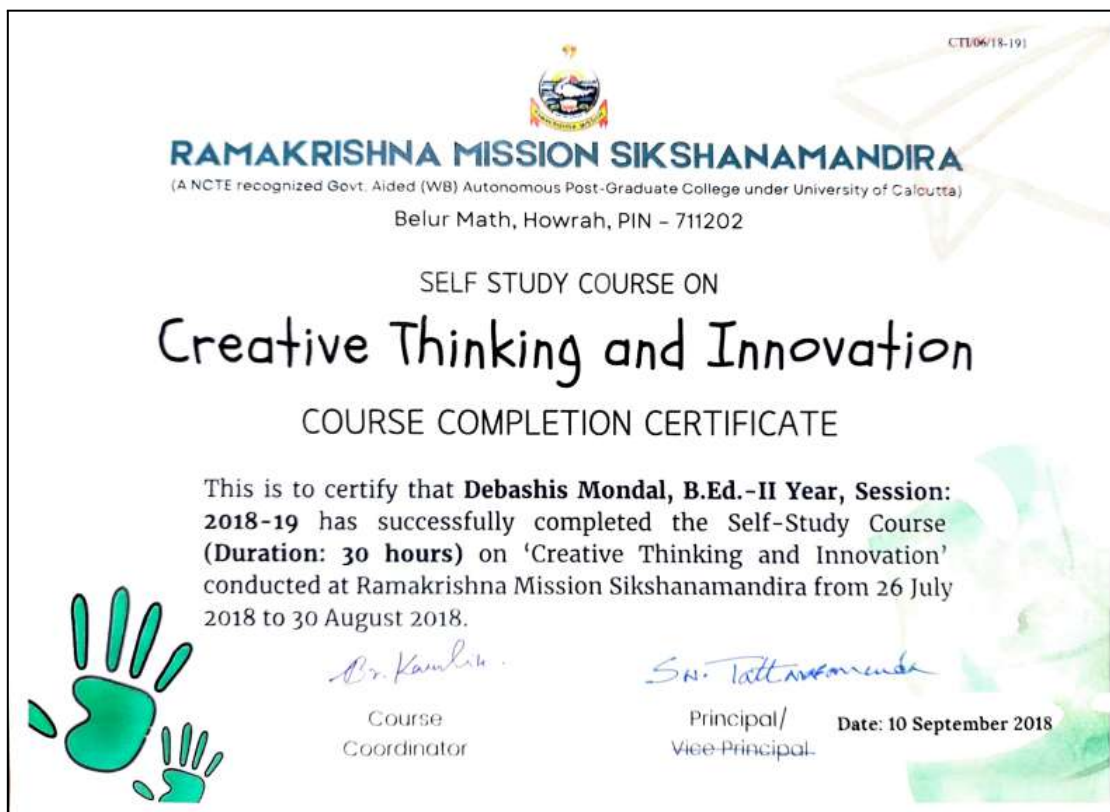 CTI/06/18-191
RAMAKRISHNA MISSION SIKSHANAMANDIRA
(A NCTE recognized Govt. Aided (WB) Autonomous Post-Graduate College under University of Calcutta)
Belur Math, Howrah, PIN – 711202
SELF STUDY COURSE ON
Creative Thinking and Innovation
COURSE COMPLETION CERTIFICATE
This is to certify that Debashis Mondal, B.Ed.-II Year, Session:
2018-19 has successfully completed the Self-Study Course
(Duration: 30 hours) on ‘Creative Thinking and Innovation’
conducted at Ramakrishna Mission Sikshanamandira from 26 July
2018 to 30 August 2018.
Course
Coordinator
Principal/
Vice Principal
Date: 10 September 2018